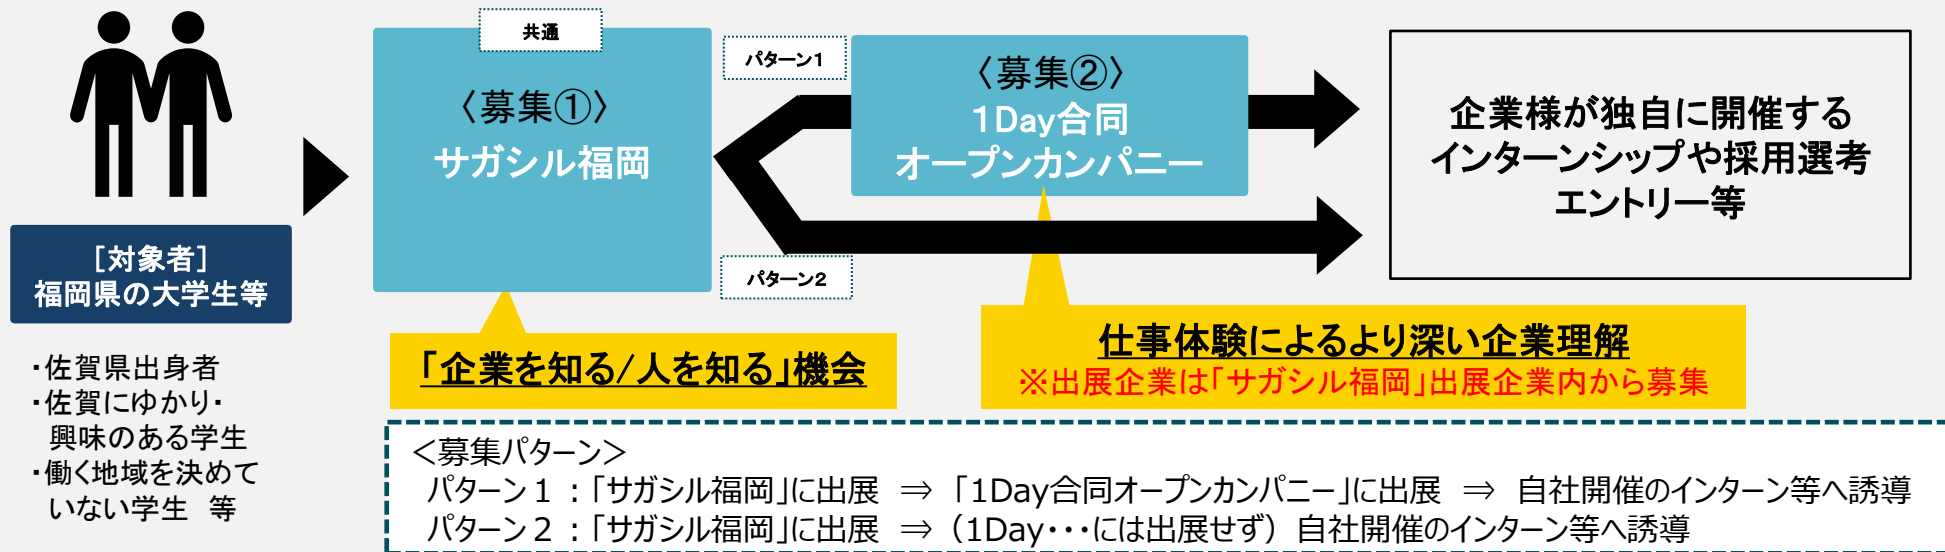 共通
〈募集①〉
サガシル福岡
パターン1
パターン2
〈募集②〉
1Day合同
オープンカンパニー
企業様が独自に開催する
インターンシップや採用選考
エントリー等
[対象者]
福岡県の大学生等
・佐賀県出身者
・佐賀にゆかり・
興味のある学生
・働く地域を決めて
いない学生 等
「企業を知る/人を知る」機会
仕事体験によるより深い企業理解
※出展企業は「サガシル福岡」出展企業内から募集
＜募集パターン＞
パターン１：「サガシル福岡」に出展 ⇒ 「1Day合同オープンカンパニー」に出展 ⇒ 自社開催のインターン等へ誘導
パターン２：「サガシル福岡」に出展 ⇒（1Day・・・には出展せず）自社開催のインターン等へ誘導